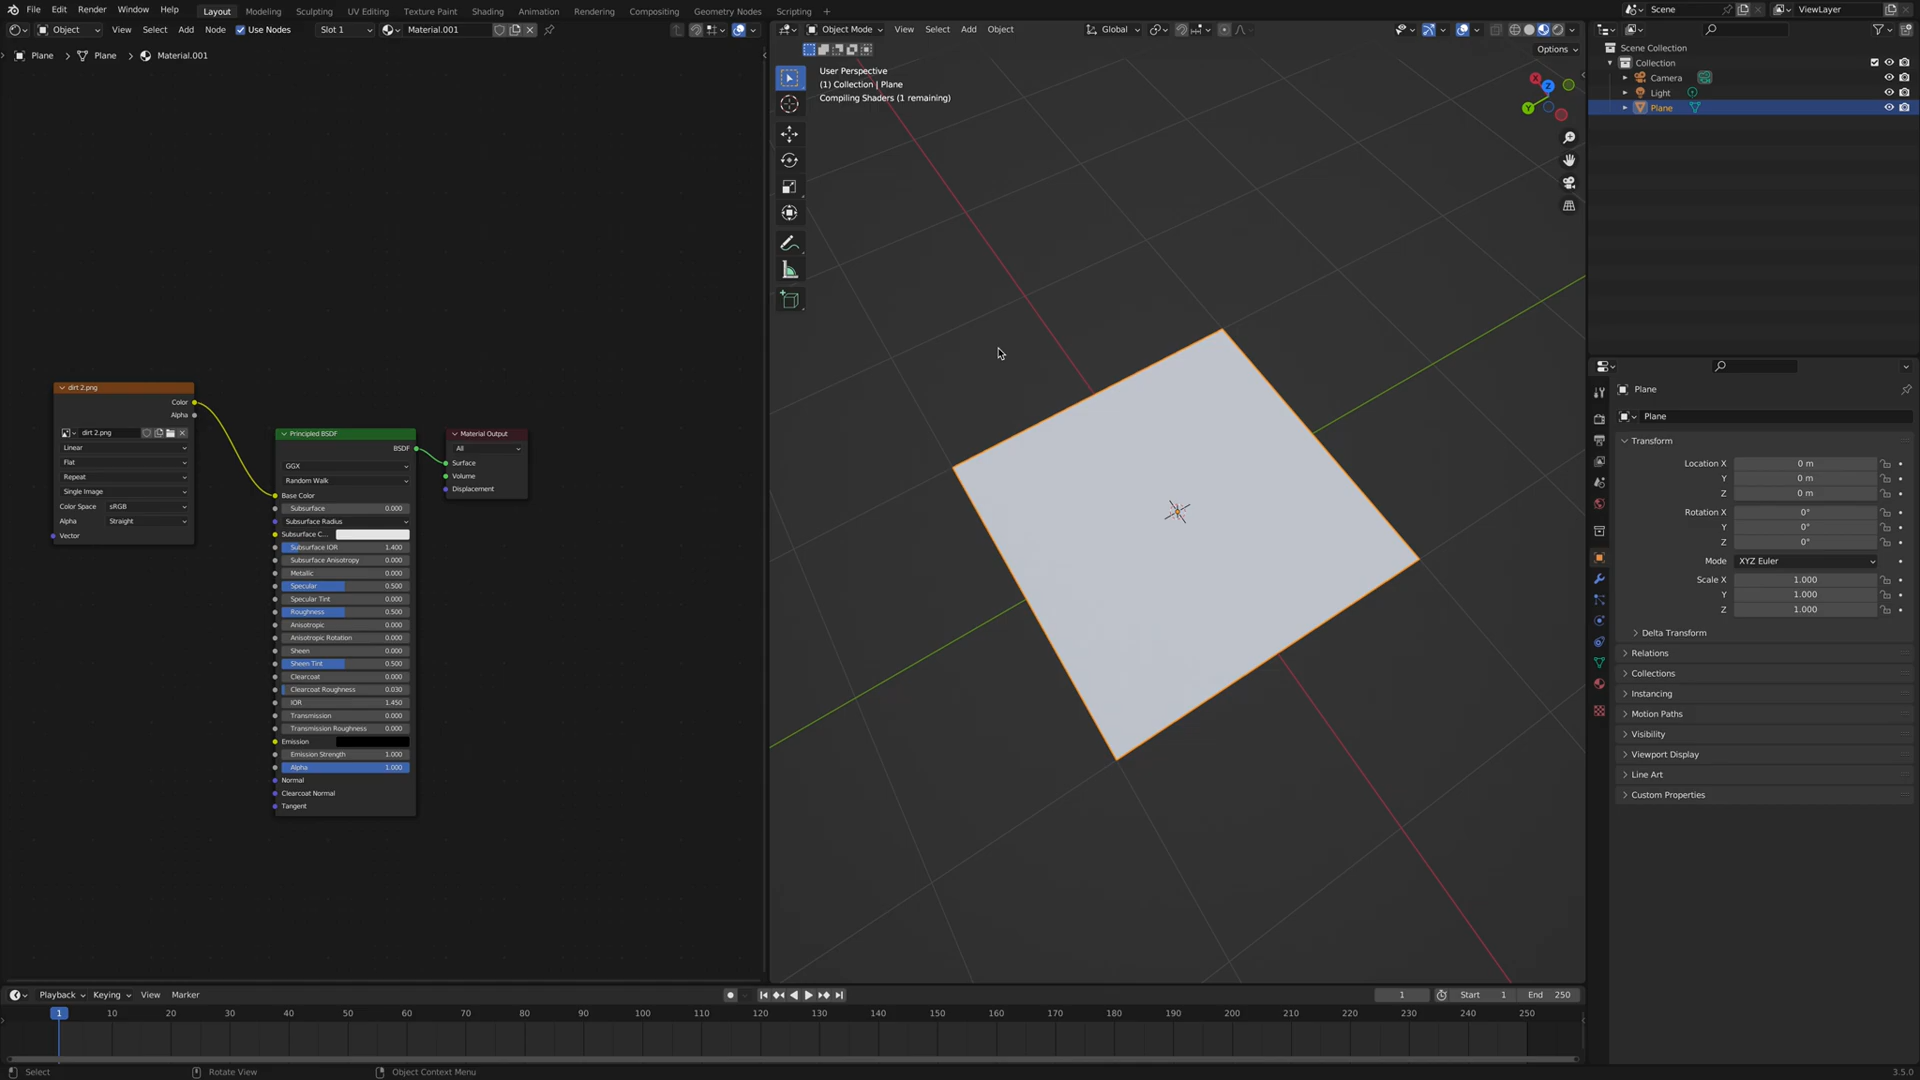 File Edit Render Window Help
Layout Modeling Sculpting UV Editing Texture Paint Shading Animation Rendering Compositing Geometry Nodes Scripting +
Scene
ViewLayer
Object View Select Add Node Use Nodes
Slot 1
Material.001
Plane > Plane > Material.001
dirt 2.png
Color
Alpha
dirt 2.png
Linear
Flat
Repeat
Single Image
Color Space sRGB
Alpha Straight
Vector
Principled BSDF
BSDF
GGX
Random Walk
Base Color
Subsurface 0.000
Subsurface Radius
Subsurface C...
Subsurface IOR 1.400
Subsurface Anisotropy 0.000
Metallic 0.000
Specular 0.500
Specular Tint 0.000
Roughness 0.500
Anisotropic 0.000
Anisotropic Rotation 0.000
Sheen 0.000
Sheen Tint 0.500
Clearcoat 0.000
Clearcoat Roughness 0.030
IOR 1.450
Transmission 0.000
Transmission Roughness 0.000
Emission
Emission Strength 1.000
Alpha 1.000
Normal
Clearcoat Normal
Tangent
Material Output
All
Surface
Volume
Displacement
Object Mode View Select Add Object
Global
Options
User Perspective
(1) Collection | Plane
Compiling Shaders (1 remaining)
X
Z
Y
Scene Collection
Collection
Camera
Light
Plane
Plane
Plane
Transform
Location X 0 m
Y 0 m
Z 0 m
Rotation X 0°
Y 0°
Z 0°
Mode XYZ Euler
Scale X 1.000
Y 1.000
Z 1.000
Delta Transform
Relations
Collections
Instancing
Motion Paths
Visibility
Viewport Display
Line Art
Custom Properties
Playback Keying View Marker
1
Start 1
End 250
1 10 20 30 40 50 60 70 80 90 100 110 120 130 140 150 160 170 180 190 200 210 220 230 240 250
Select
Rotate View
Object Context Menu
3.5.0